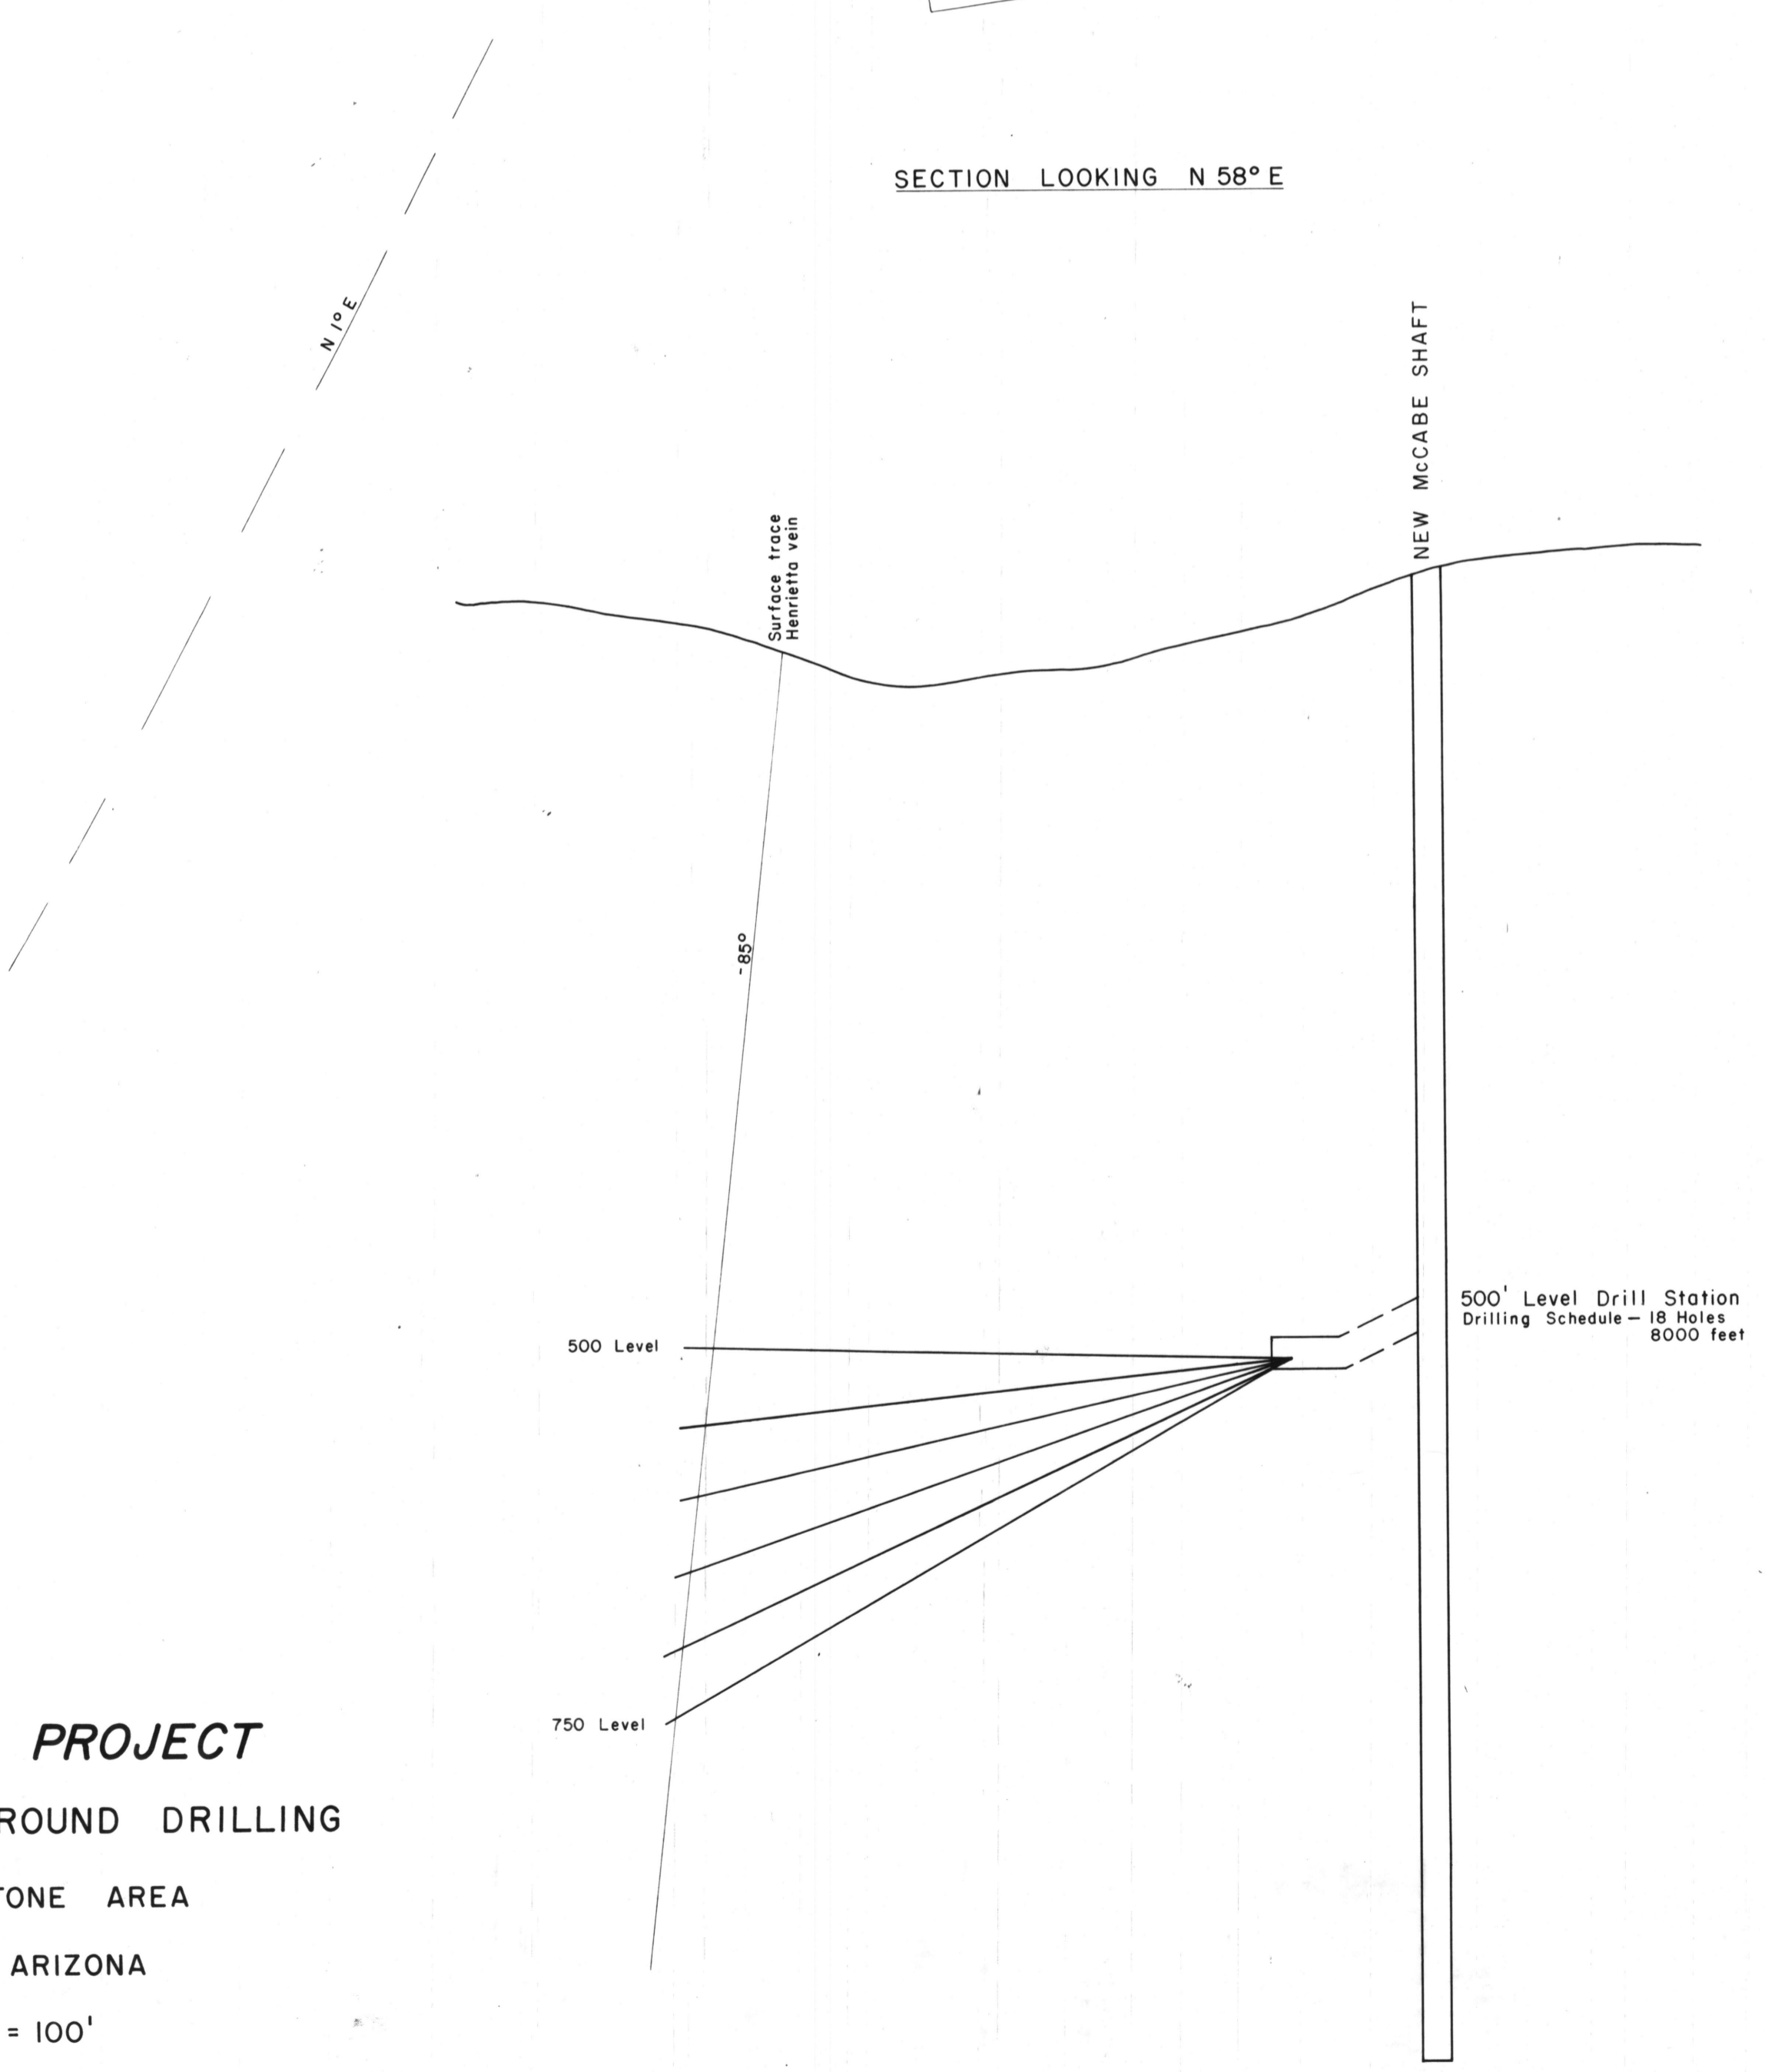 SECTION LOOKING N 58° E
N 1° E
NEW McCABE SHAFT
Surface trace
Henrietta vein
-85°
500' Level Drill Station
Drilling Schedule — 18 Holes
8000 feet
500 Level
750 Level
PROJECT
ROUND DRILLING
TONE AREA
ARIZONA
= 100'